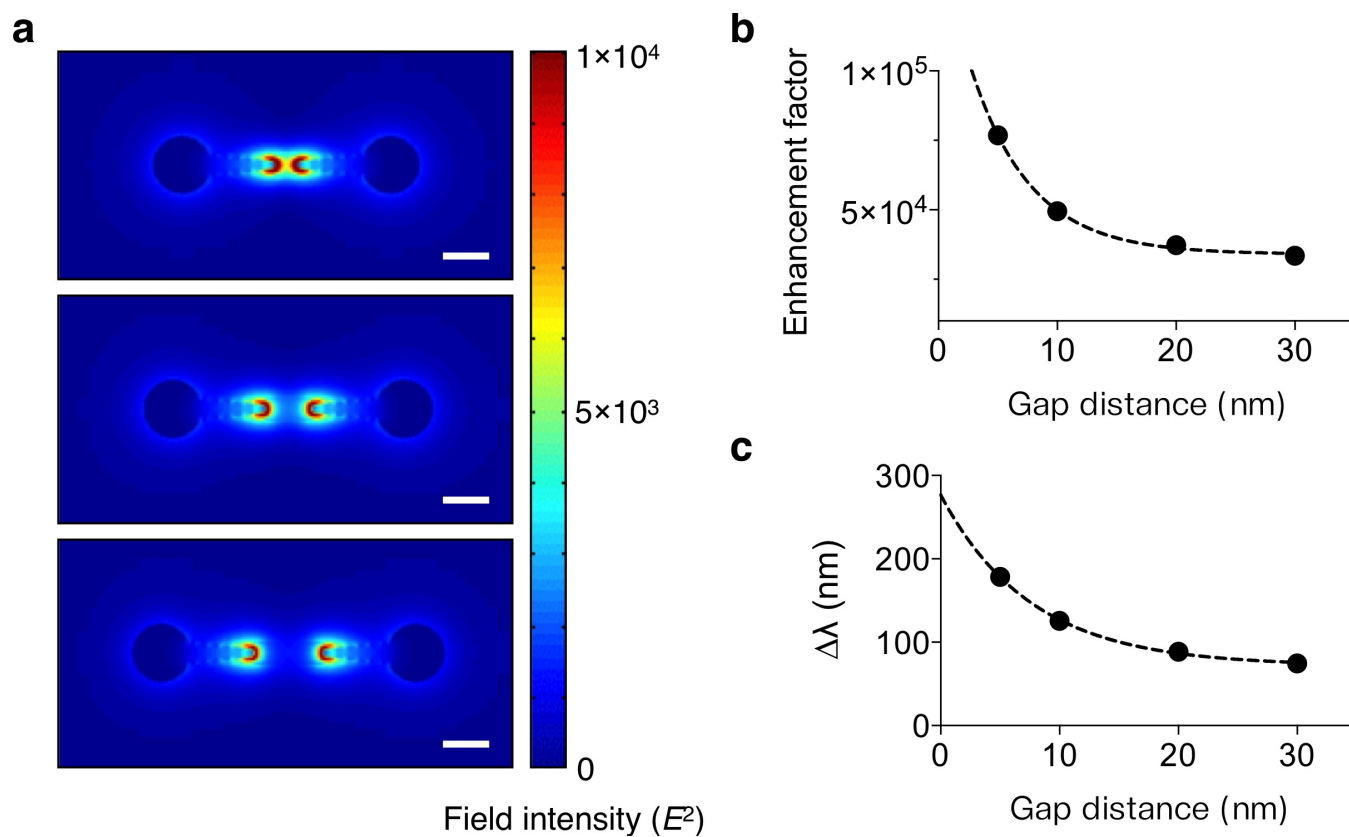 a
1×10⁴
5×10³
0
Field intensity (E²)
b
Enhancement factor
1×10⁵
5×10⁴
0 10 20 30
Gap distance (nm)
c
Δλ (nm)
300
200
100
0
0 10 20 30
Gap distance (nm)